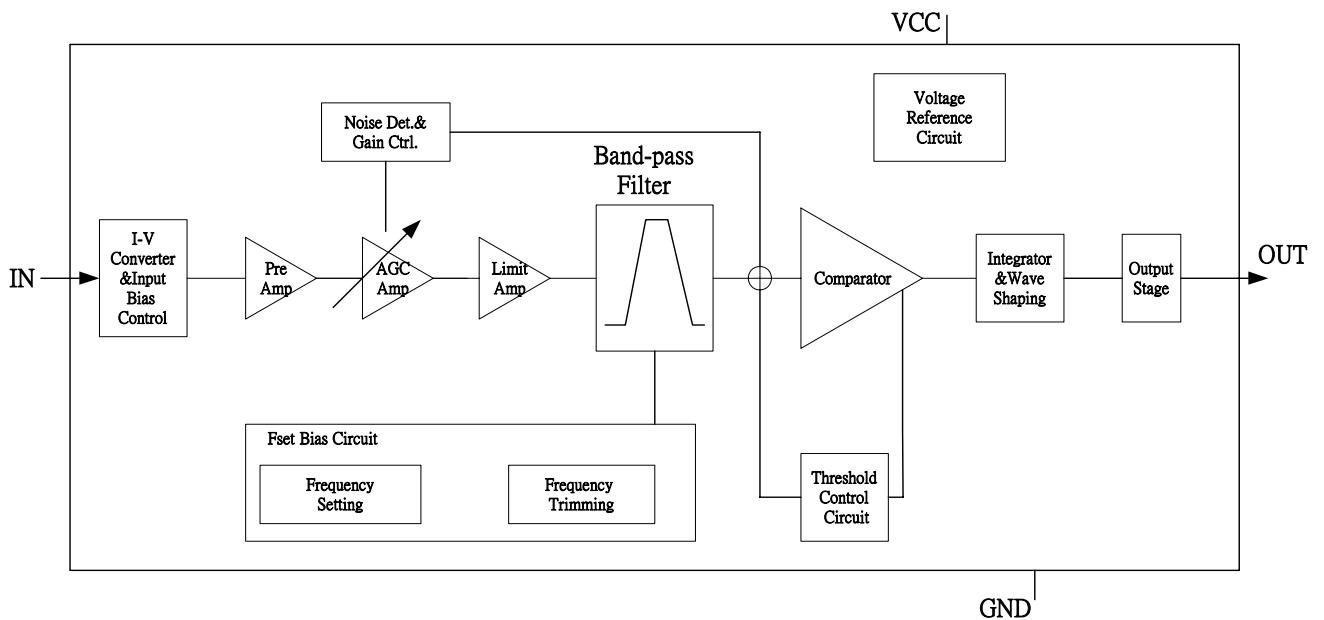 VCC
Voltage
Reference
Circuit
Noise Det.&
Gain Ctrl.
Band-pass
Filter
IN
I-V
Converter
&Input
Bias
Control
Pre
Amp
AGC
Amp
Limit
Amp
Comparator
Integrator
&Wave
Shaping
Output
Stage
OUT
Fset Bias Circuit
Frequency
Setting
Frequency
Trimming
Threshold
Control
Circuit
GND